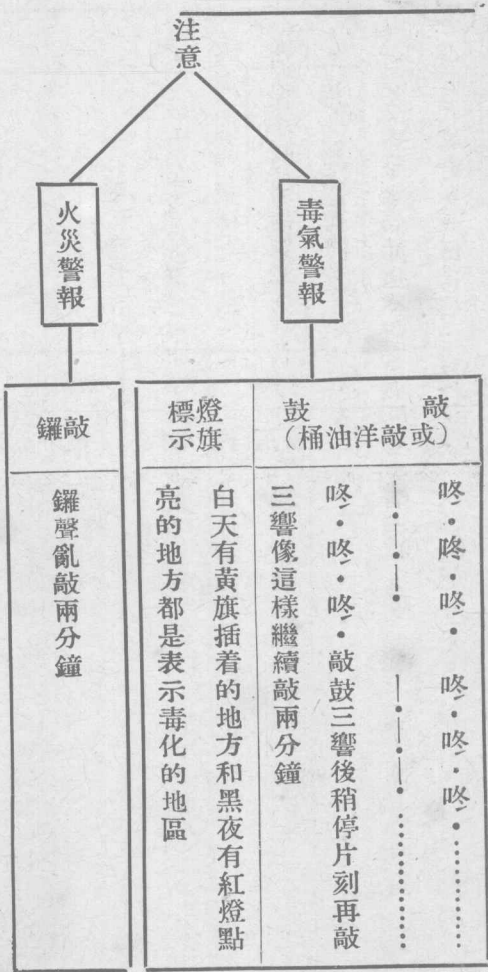 注意
毒氣警報
敲鼓
（或敲洋油桶）
咚・咚・咚・　咚・咚・咚・…………
—・—・—・　—・—・—・…………
咚・咚・咚・敲鼓三響後稍停片刻再敲
三響像這樣繼續敲兩分鐘
燈旗
標示
白天有黃旗插着的地方和黑夜有紅燈點
亮的地方都是表示毒化的地區
火災警報
敲鑼
鑼聲亂敲兩分鐘